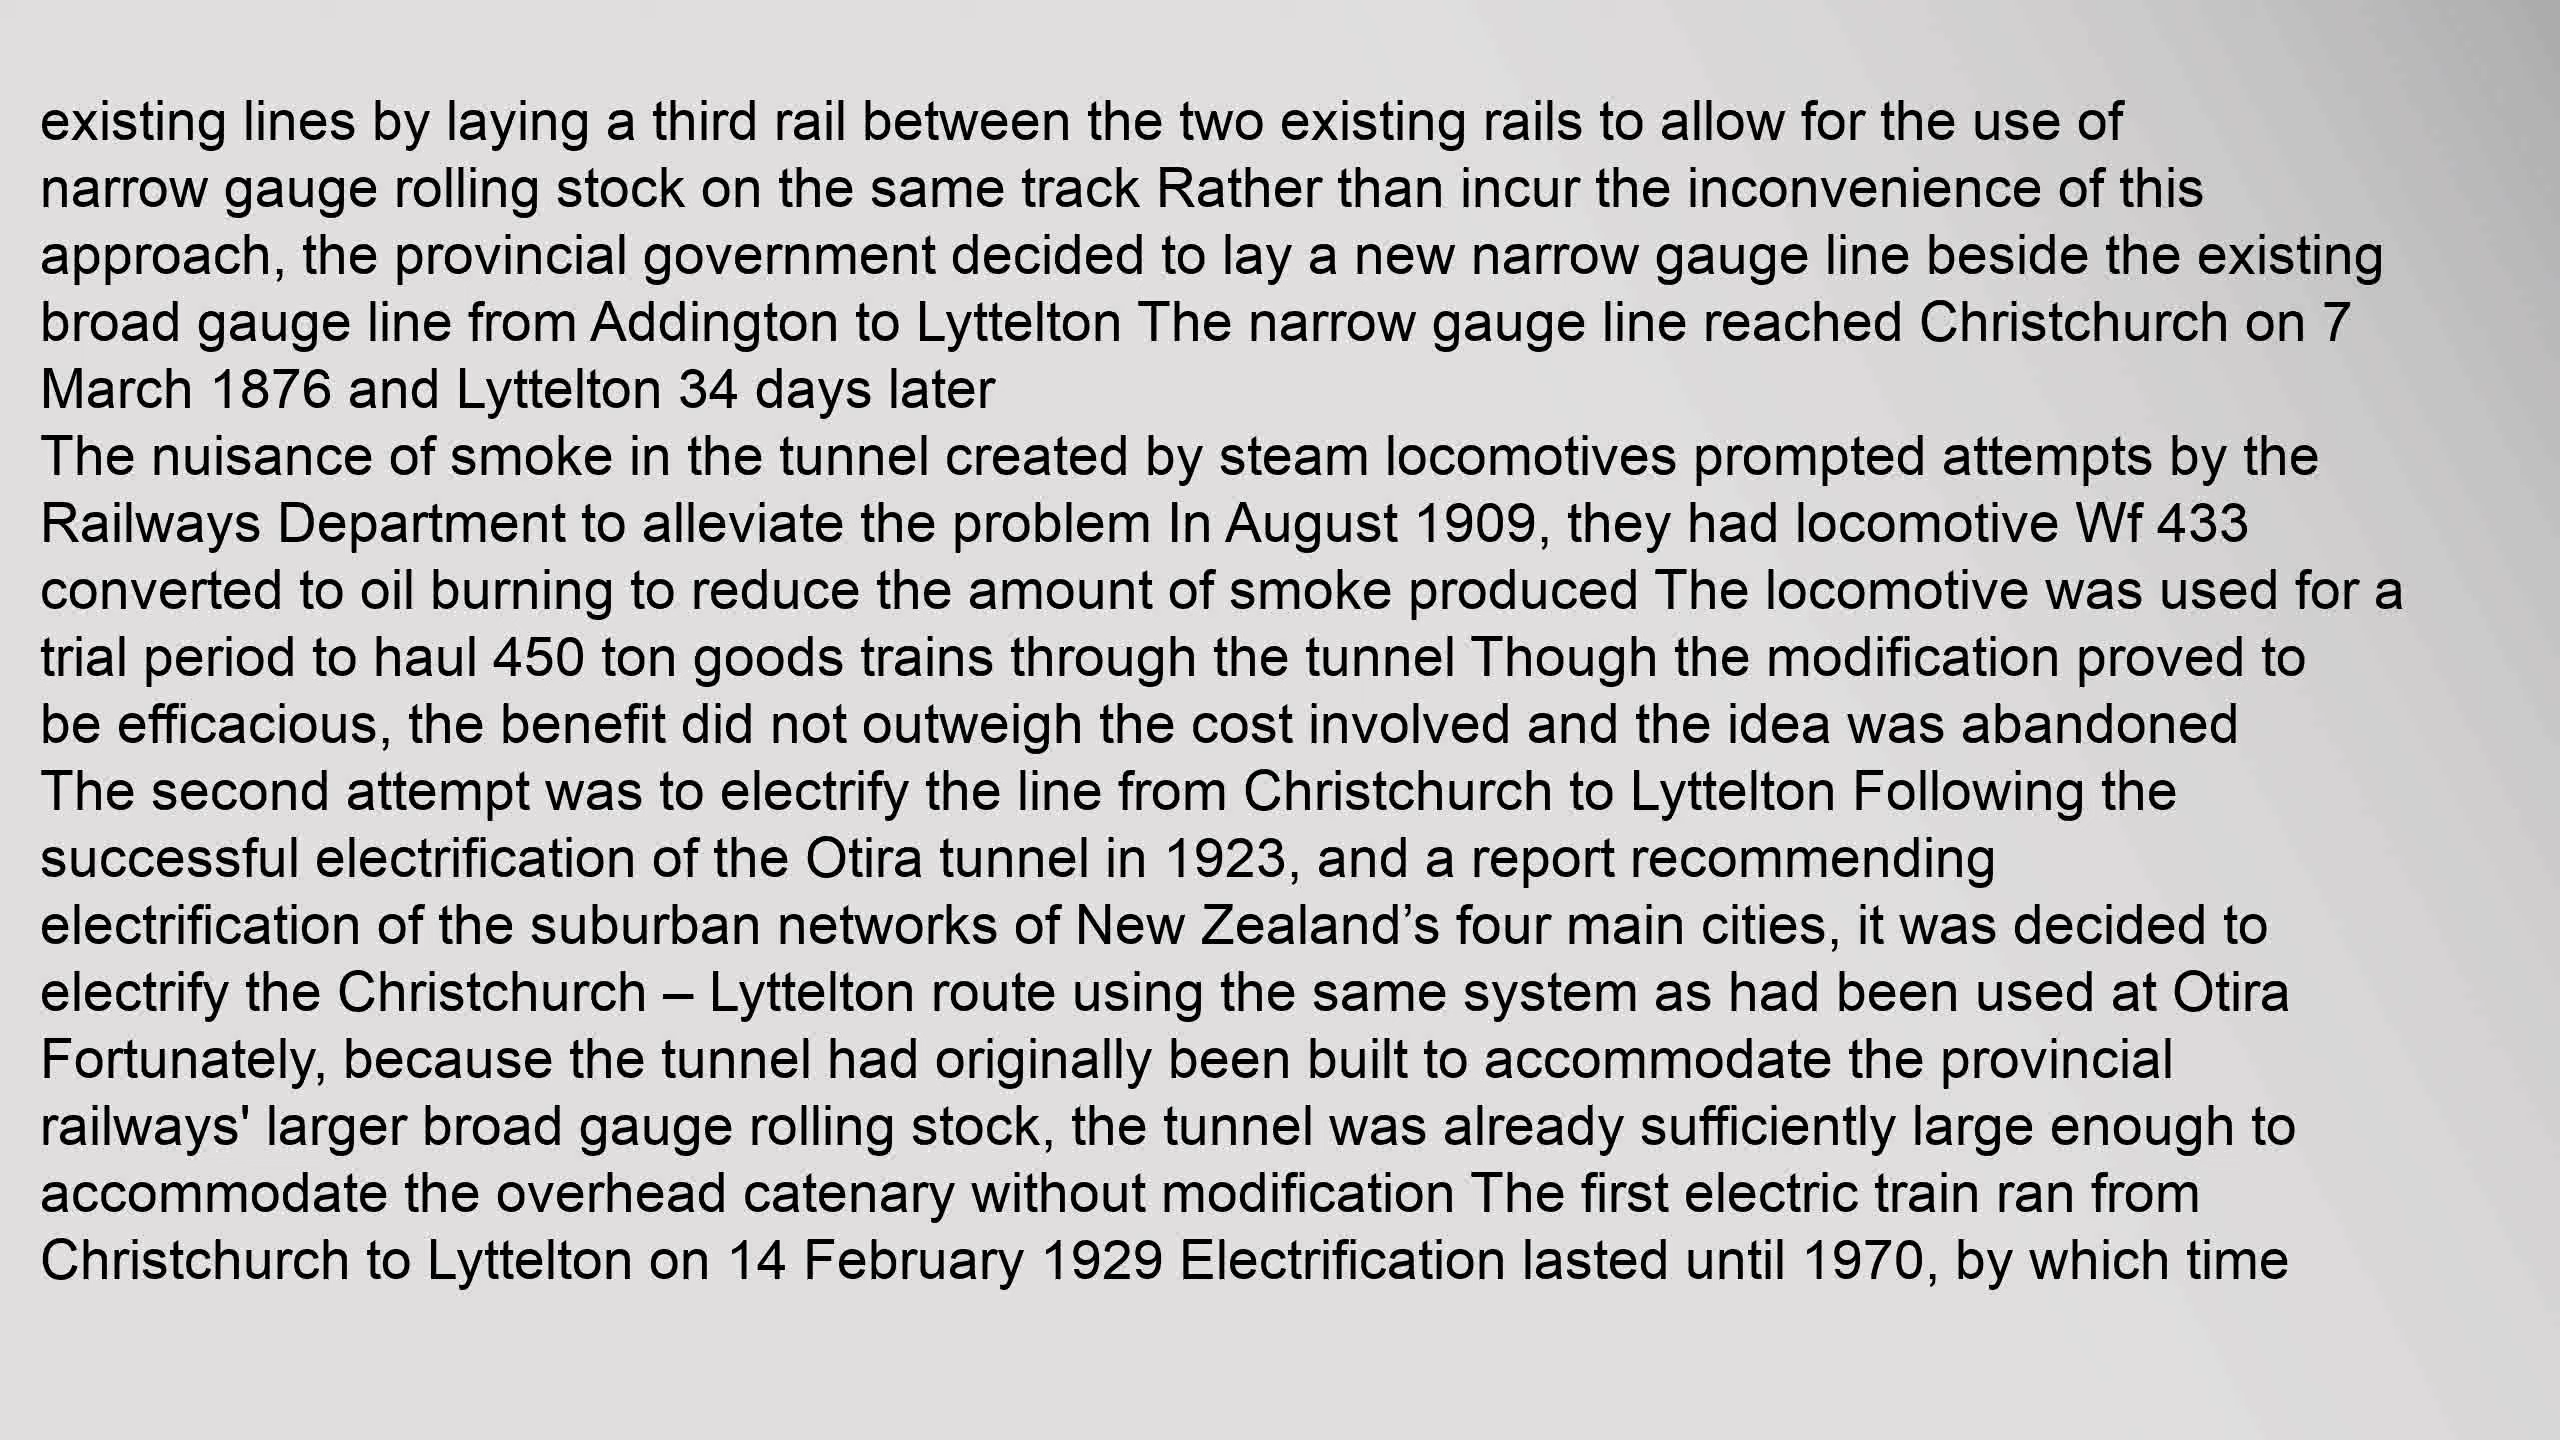 existing lines by laying a third rail between the two existing rails to allow for the use of
narrow gauge rolling stock on the same track Rather than incur the inconvenience of this
approach, the provincial government decided to lay a new narrow gauge line beside the existing
broad gauge line from Addington to Lyttelton The narrow gauge line reached Christchurch on 7
March 1876 and Lyttelton 34 days later
The nuisance of smoke in the tunnel created by steam locomotives prompted attempts by the
Railways Department to alleviate the problem In August 1909, they had locomotive Wf 433
converted to oil burning to reduce the amount of smoke produced The locomotive was used for a
trial period to haul 450 ton goods trains through the tunnel Though the modification proved to
be efficacious, the benefit did not outweigh the cost involved and the idea was abandoned
The second attempt was to electrify the line from Christchurch to Lyttelton Following the
successful electrification of the Otira tunnel in 1923, and a report recommending
electrification of the suburban networks of New Zealand’s four main cities, it was decided to
electrify the Christchurch – Lyttelton route using the same system as had been used at Otira
Fortunately, because the tunnel had originally been built to accommodate the provincial
railways' larger broad gauge rolling stock, the tunnel was already sufficiently large enough to
accommodate the overhead catenary without modification The first electric train ran from
Christchurch to Lyttelton on 14 February 1929 Electrification lasted until 1970, by which time